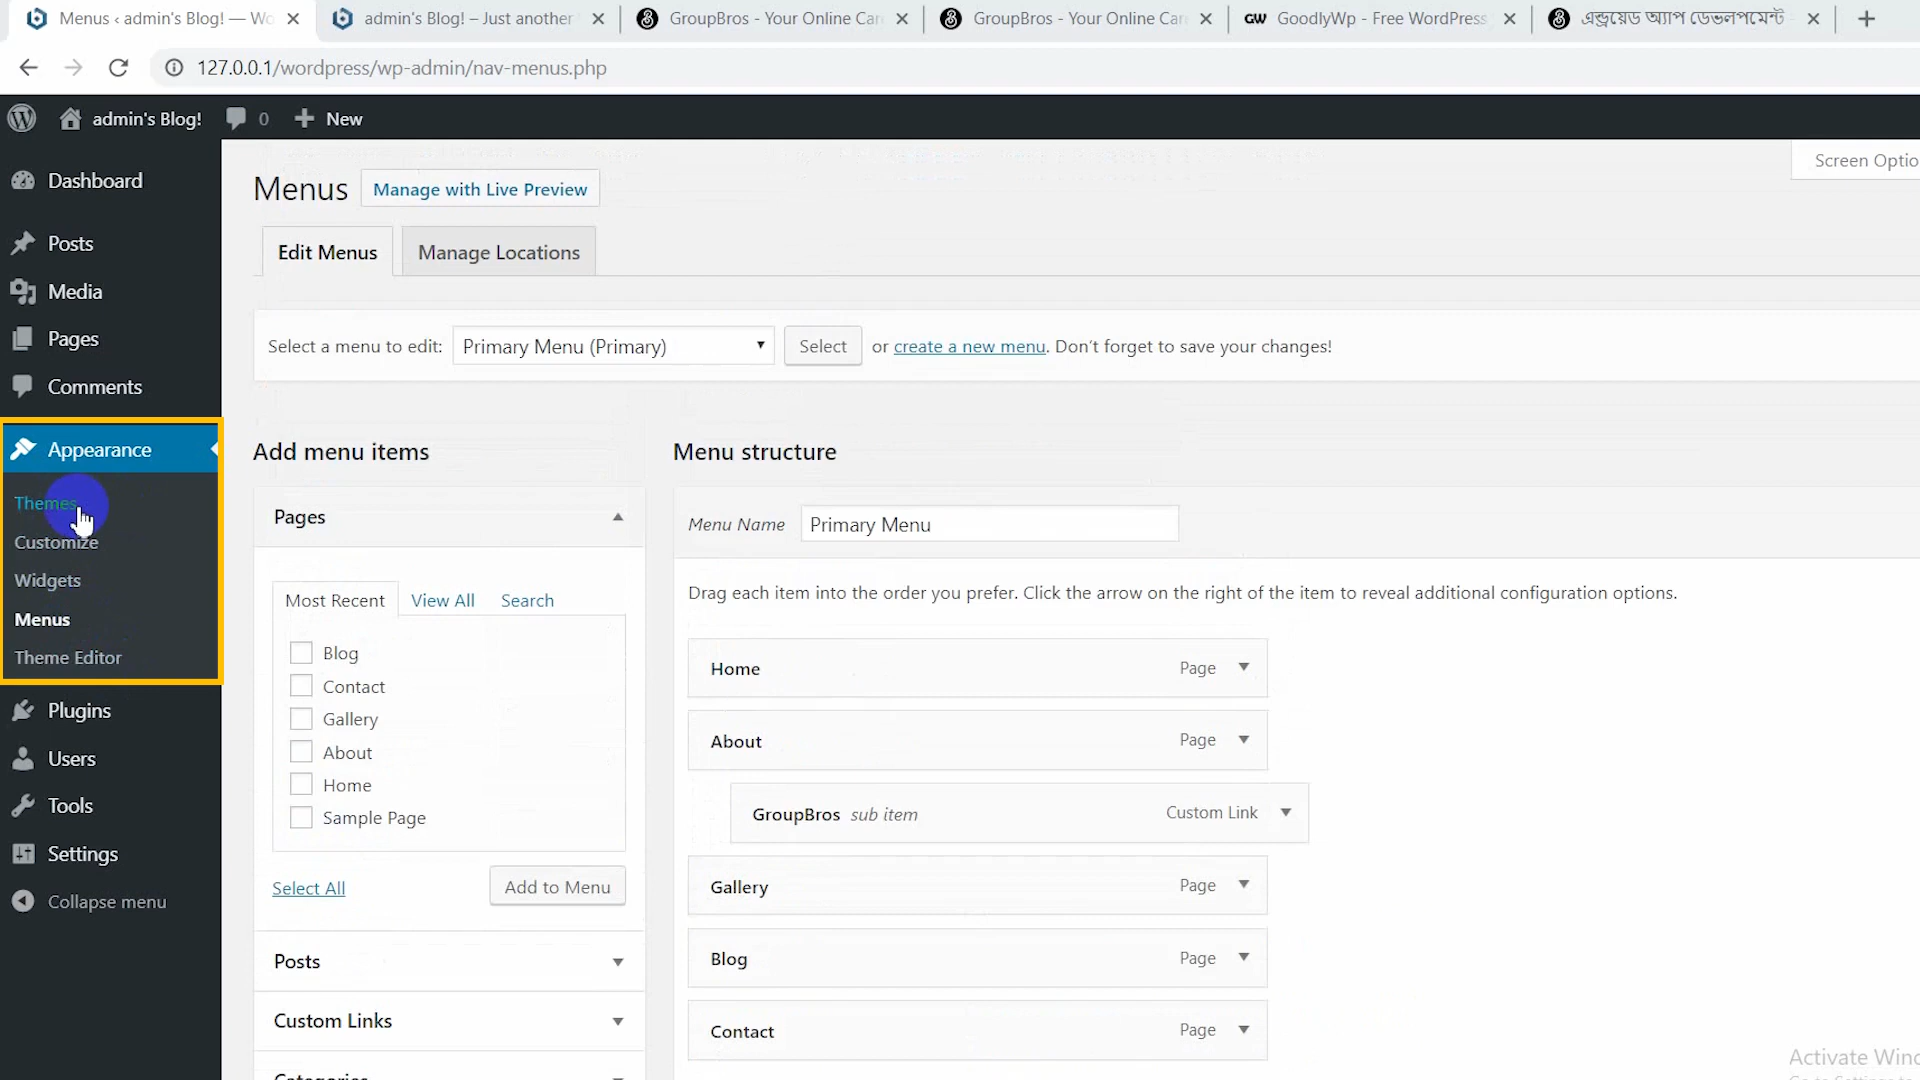 Menus ‹ admin's Blog! — Wo
admin's Blog! – Just another
GroupBros - Your Online Car
GroupBros - Your Online Car
GoodlyWp - Free WordPress
এন্ড্রয়েড অ্যাপ ডেভলপমেন্ট -
127.0.0.1/wordpress/wp-admin/nav-menus.php
admin's Blog!
0
New
Dashboard
Posts
Media
Pages
Comments
Appearance
Themes
Customize
Widgets
Menus
Theme Editor
Plugins
Users
Tools
Settings
Collapse menu
Screen Optio
Menus
Manage with Live Preview
Edit Menus
Manage Locations
Select a menu to edit: Primary Menu (Primary) Select or create a new menu. Don't forget to save your changes!
Add menu items
Pages
Most Recent
View All
Search
Blog
Contact
Gallery
About
Home
Sample Page
Select All
Add to Menu
Posts
Custom Links
Categories
Menu structure
Menu Name Primary Menu
Drag each item into the order you prefer. Click the arrow on the right of the item to reveal additional configuration options.
Home Page
About Page
GroupBros sub item Custom Link
Gallery Page
Blog Page
Contact Page
Activate Winc